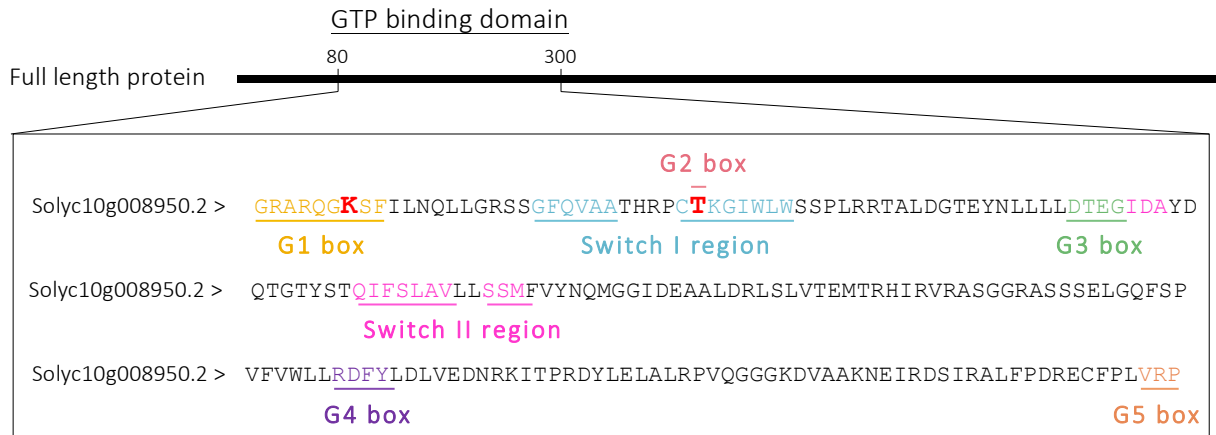 GTP binding domain
80 300
Full length protein
G2 box
Solyc10g008950.2 > GRARQGKSFILNQLLGRSSGFQVAATHRPCTKGIWLWSSPLRRTALDGTEYNLLLLDTEGIDAYD
G1 box Switch I region G3 box
Solyc10g008950.2 > QTGTYSTQIFSLAVLLSSMFVYNQMGGIDEAALDRLSLVTEMTRHIRVRASGGRASSSELGQFSP
Switch II region
Solyc10g008950.2 > VFVWLLRDFYLDLVEDNRKITPRDYLELALRPVQGGGKDVAAKNEIRDSIRALFPDRECFPLVRP
G4 box G5 box